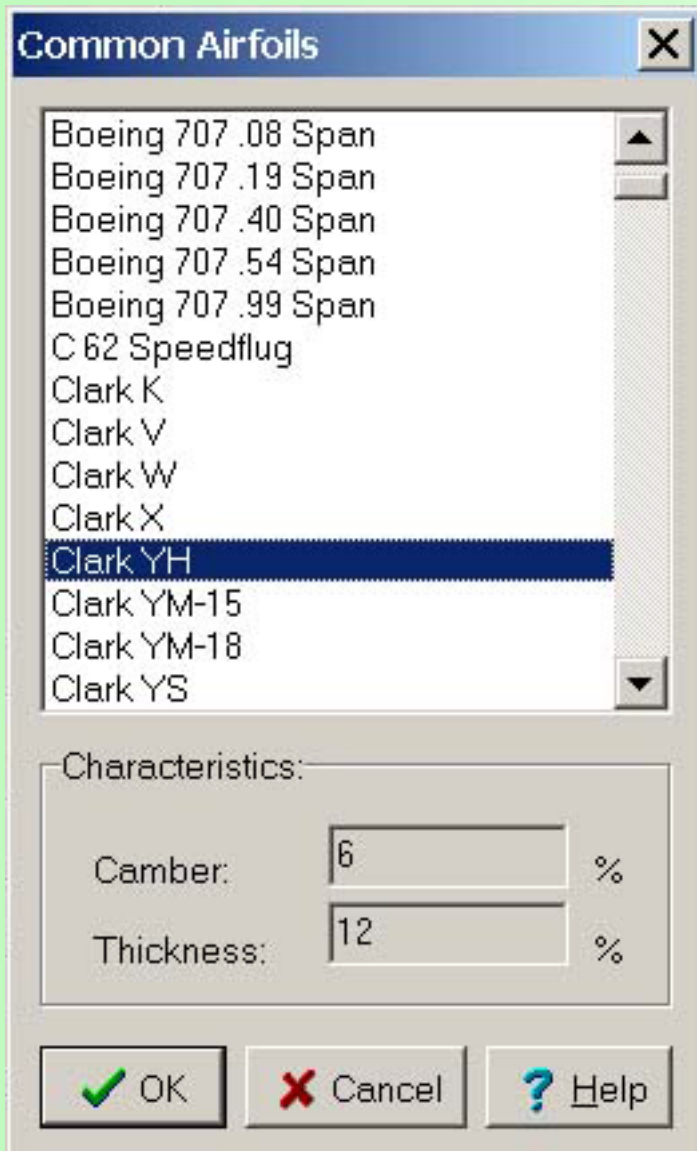 Common Airfoils
Boeing 707 .08 Span
Boeing 707 .19 Span
Boeing 707 .40 Span
Boeing 707 .54 Span
Boeing 707 .99 Span
C 62 Speedflug
Clark K
Clark V
Clark W
Clark X
Clark YH
Clark YM-15
Clark YM-18
Clark YS
Characteristics:
Camber: 6 %
Thickness: 12 %
OK Cancel ? Help